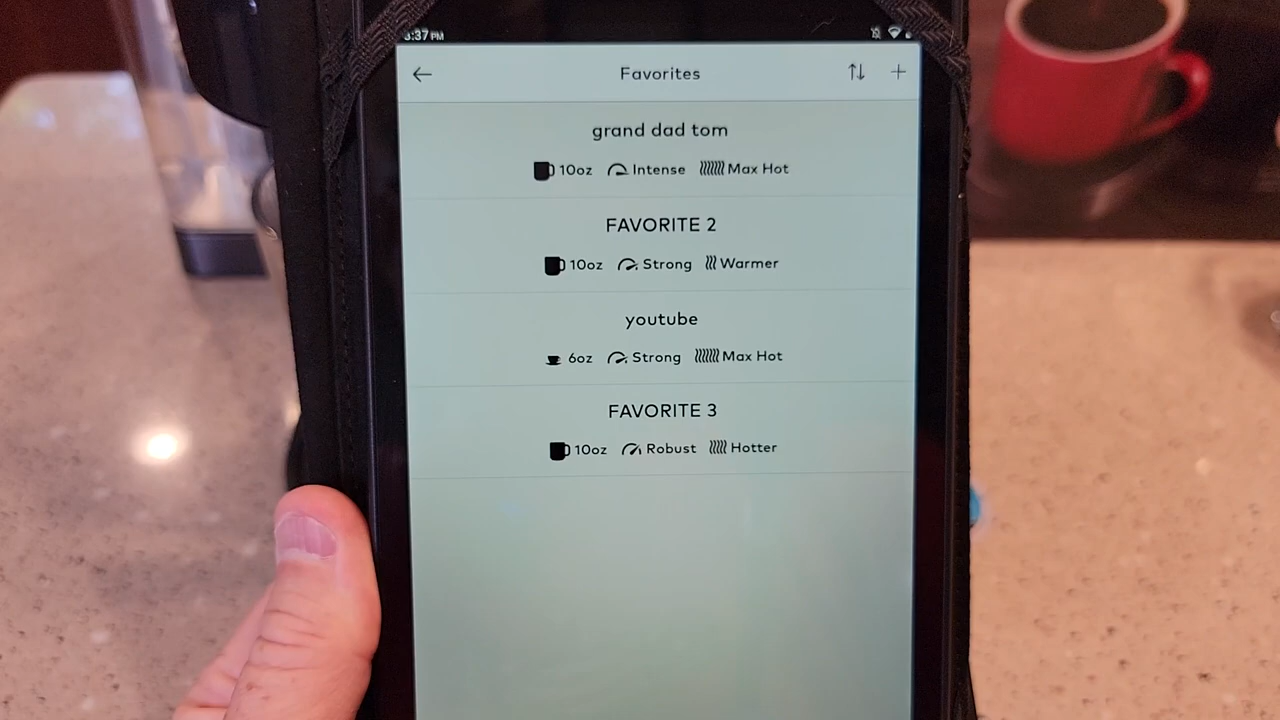 :37 PM
Favorites
grand dad tom
10oz Intense Max Hot
FAVORITE 2
10oz Strong Warmer
youtube
6oz Strong Max Hot
FAVORITE 3
10oz Robust Hotter